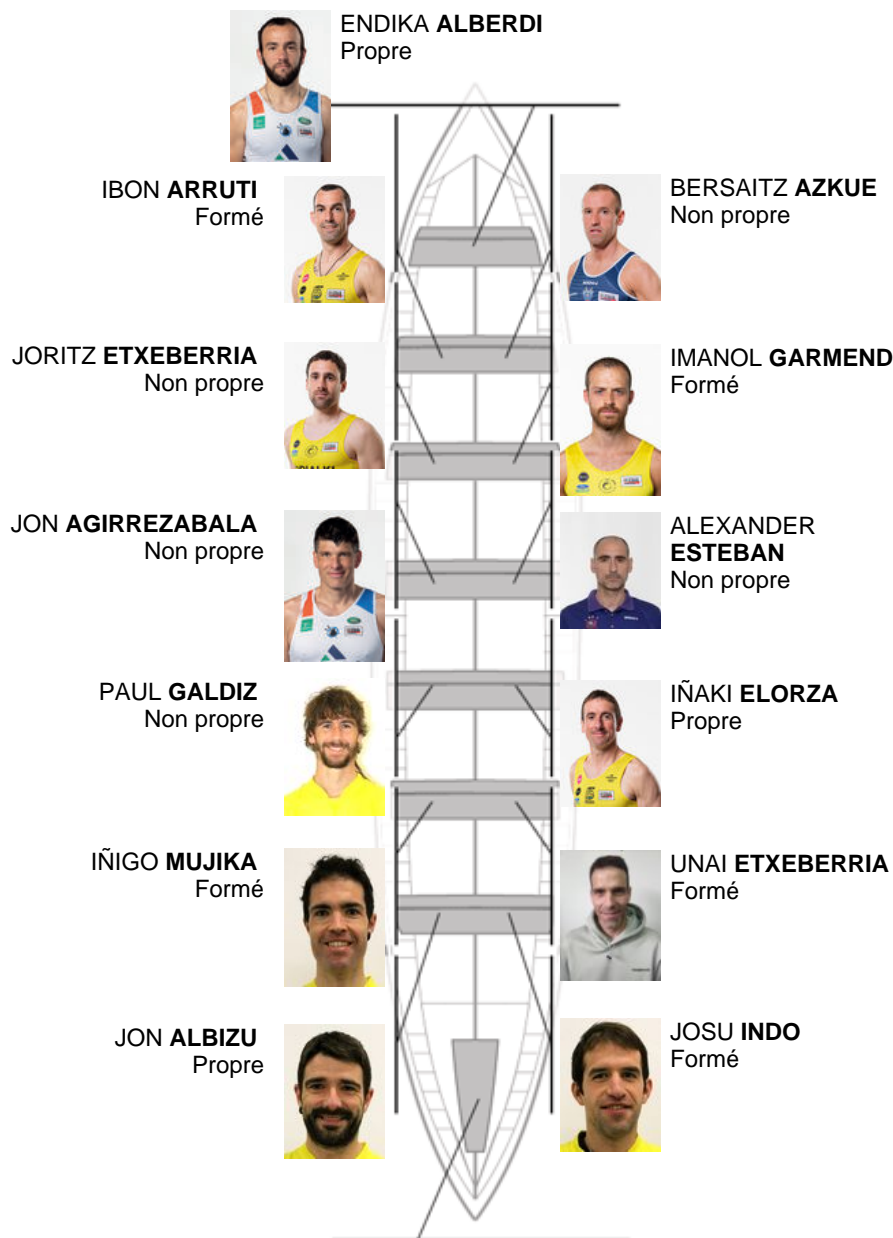 ENDIKA ALBERDI
Propre
IBON ARRUTI
Formé
BERSAITZ AZKUE
Non propre
JORITZ ETXEBERRIA
Non propre
IMANOL GARMEND
Formé
JON AGIRREZABALA
Non propre
ALEXANDER
ESTEBAN
Non propre
PAUL GALDIZ
Non propre
IÑAKI ELORZA
Propre
IÑIGO MUJIKA
Formé
UNAI ETXEBERRIA
Formé
JON ALBIZU
Propre
JOSU INDO
Formé